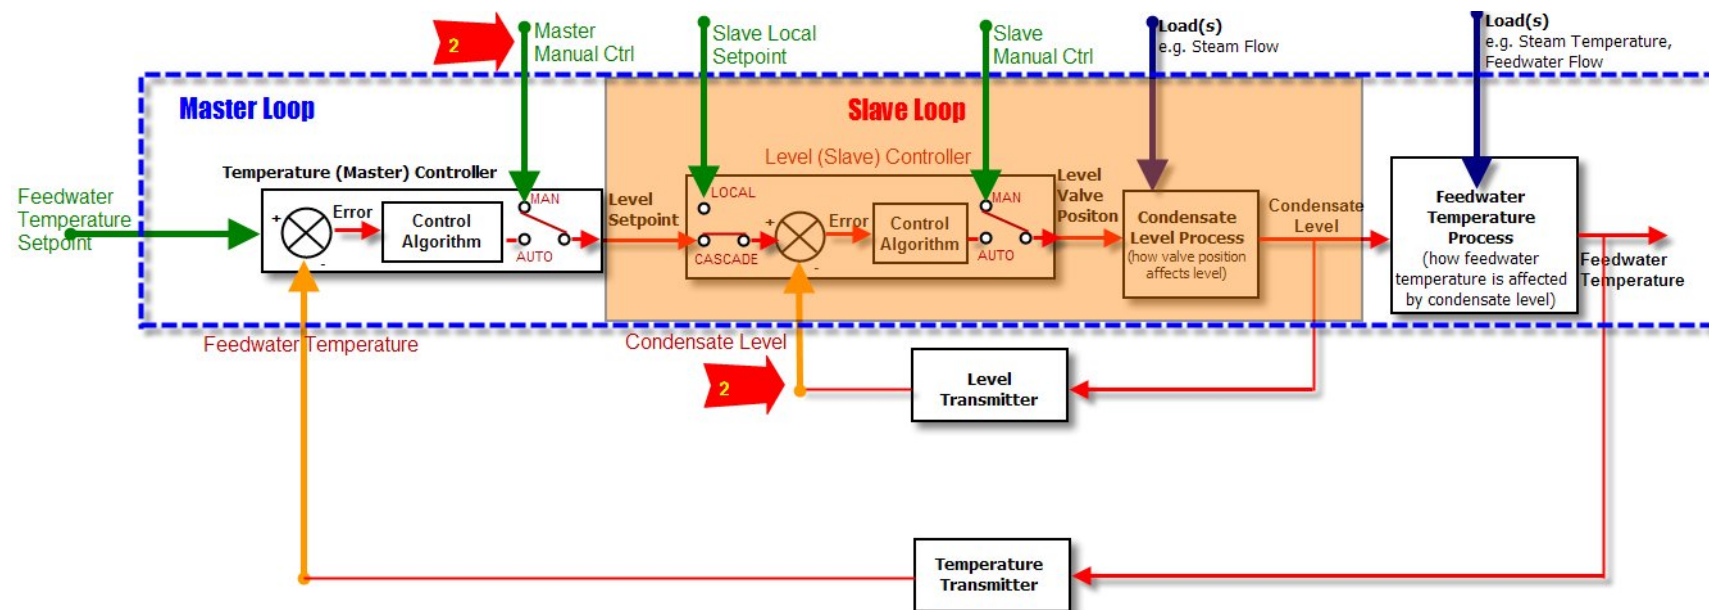 2
Master
Manual Ctrl
Slave Local
Setpoint
Slave
Manual Ctrl
Load(s)
e.g. Steam Flow
Load(s)
e.g. Steam Temperature,
Feedwater Flow
Master Loop
Slave Loop
Temperature (Master) Controller
Level (Slave) Controller
Feedwater
Temperature
Setpoint
+
-
Error
Control
Algorithm
MAN
AUTO
Level
Setpoint
LOCAL
CASCADE
+
-
Error
Control
Algorithm
MAN
AUTO
Level
Valve
Positon
Condensate
Level Process
(how valve position
affects level)
Condensate
Level
Feedwater
Temperature
Process
(how feedwater
temperature is affected
by condensate level)
Feedwater
Temperature
Feedwater Temperature
Condensate Level
2
Level
Transmitter
Temperature
Transmitter